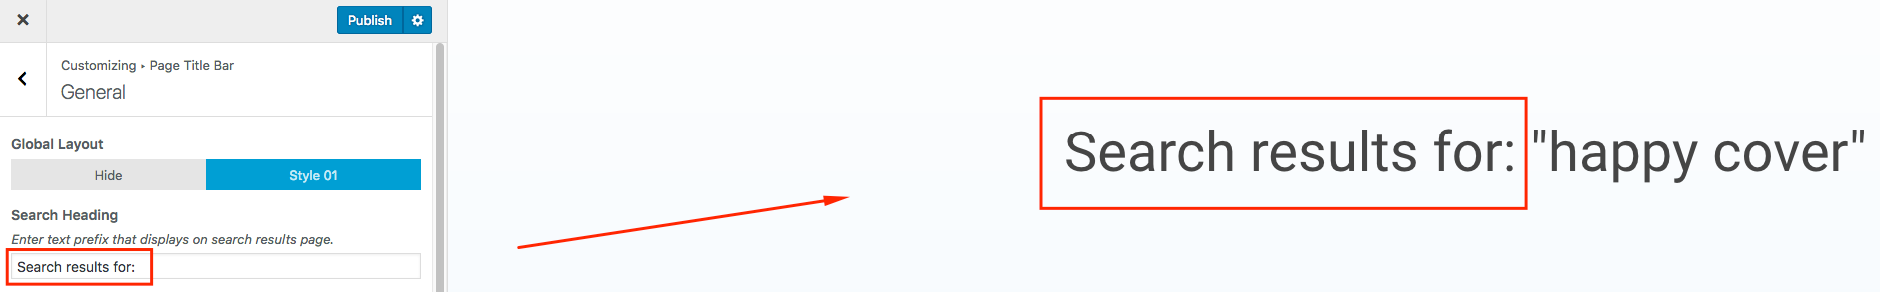 Publish
Customizing ‣ Page Title Bar
General
Global Layout
Hide
Style 01
Search Heading
Enter text prefix that displays on search results page.
Search results for:
Search results for: "happy cover"